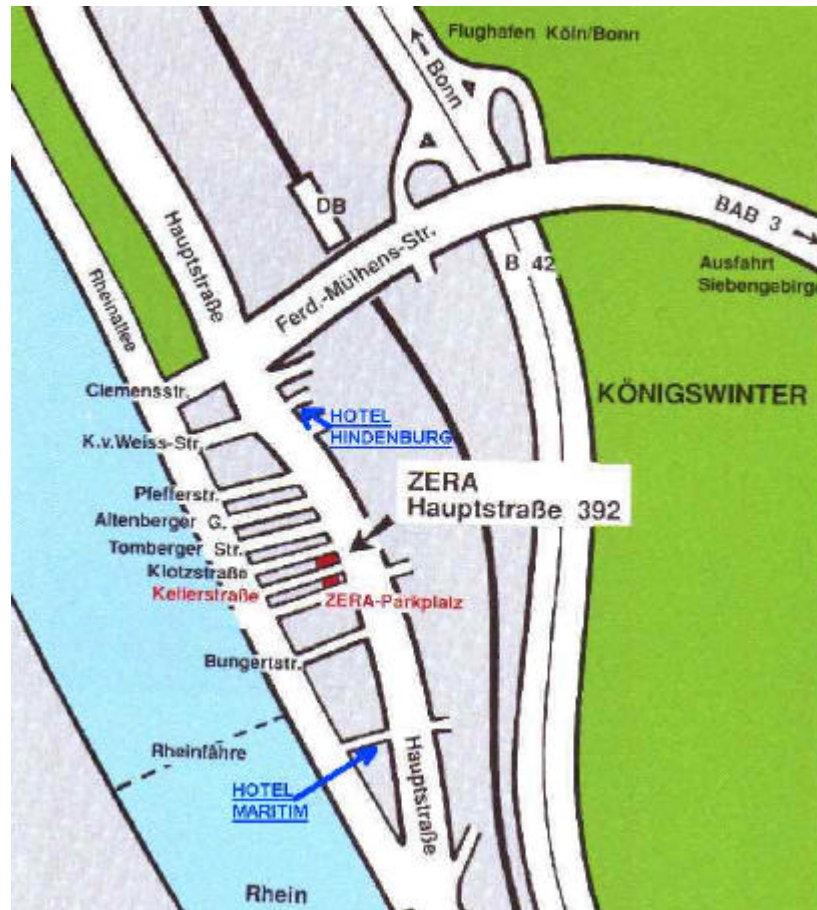 Flughafen Köln/Bonn
Bonn
DB
Hauptstraße
BAB 3
Ferd.-Mülhens-Str.
B 42
Ausfahrt
Siebengebirge
Rheinallee
Clemensstr.
KÖNIGSWINTER
HOTEL
HINDENBURG
K.v.Weiss-Str.
ZERA
Hauptstraße 392
Pfefferstr.
Altenberger G.
Tomberger Str.
Klotzstraße
Kellerstraße
ZERA-Parkplalz
Bungertstr.
Rheinfähre
Hauptstraße
HOTEL
MARITIM
Rhein